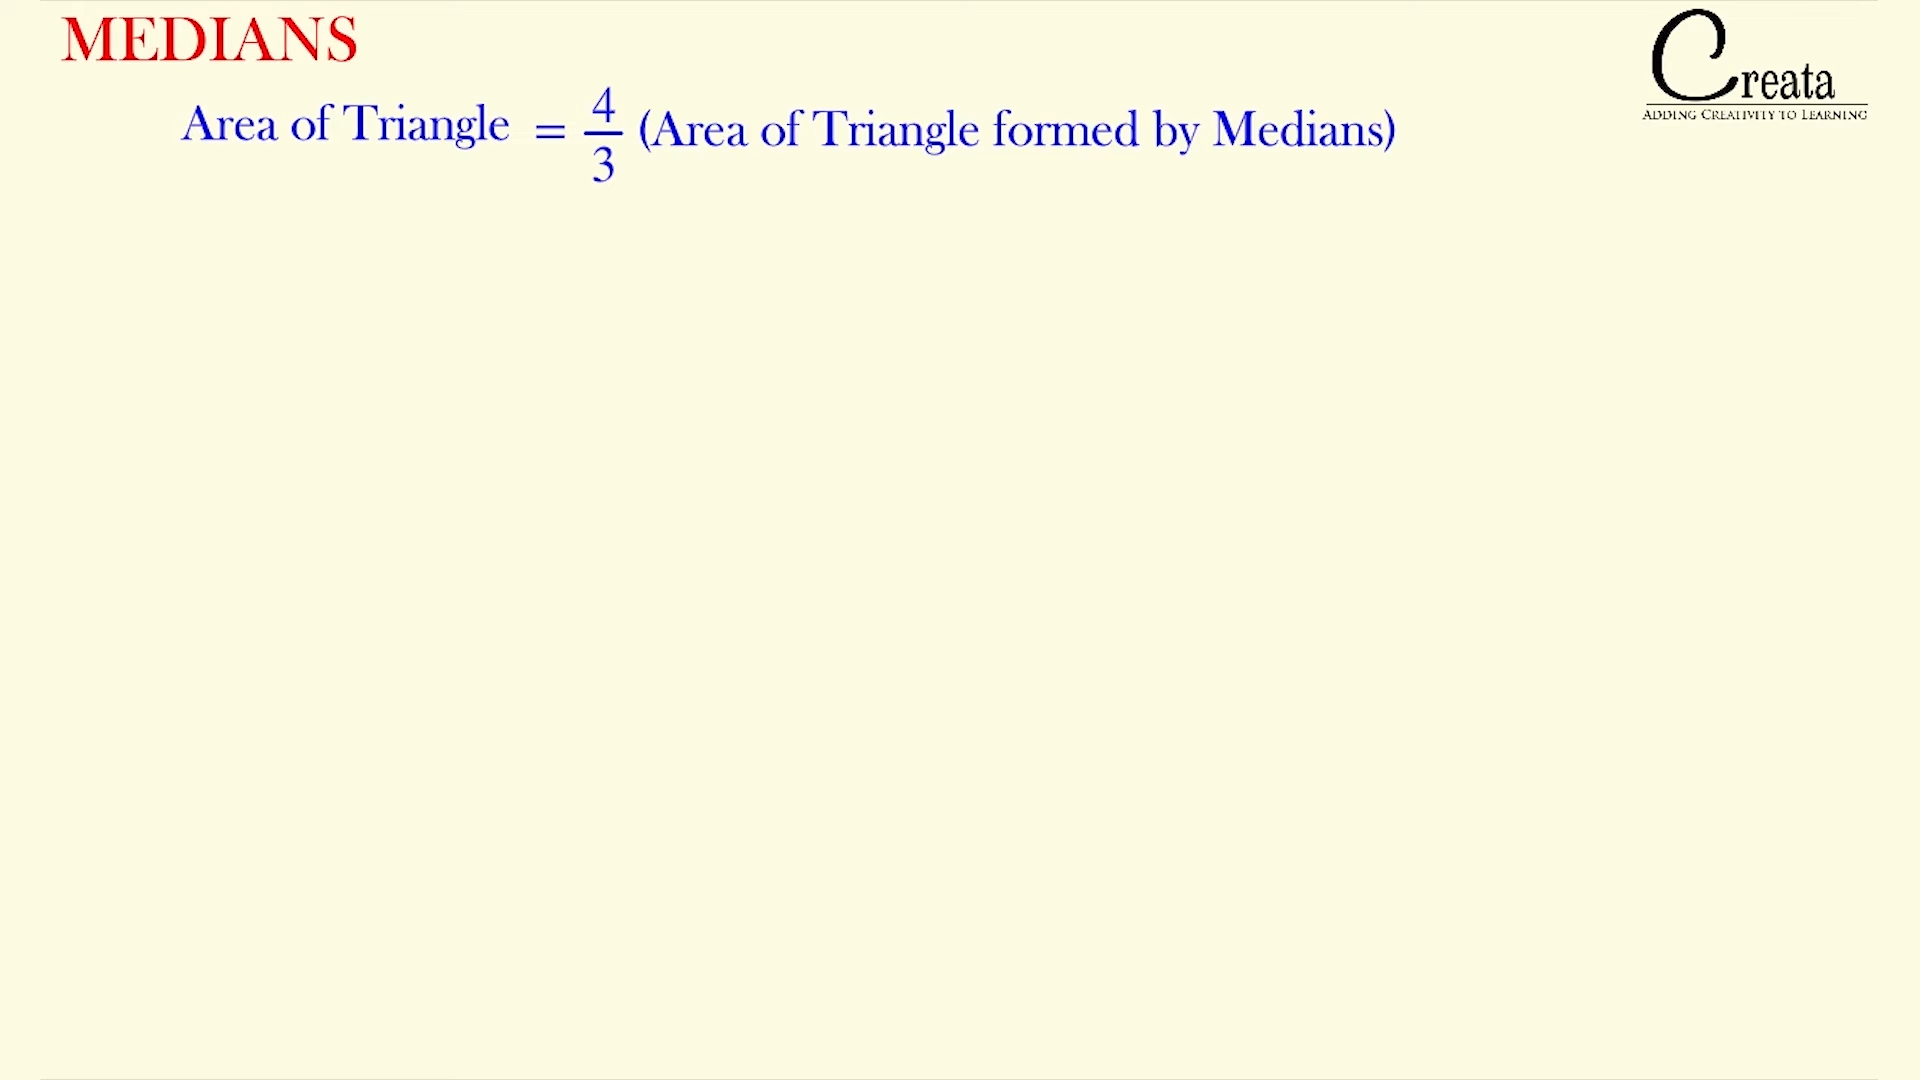 MEDIANS
Creata
ADDING CREATIVITY TO LEARNING
Area of Triangle = 4/3 (Area of Triangle formed by Medians)